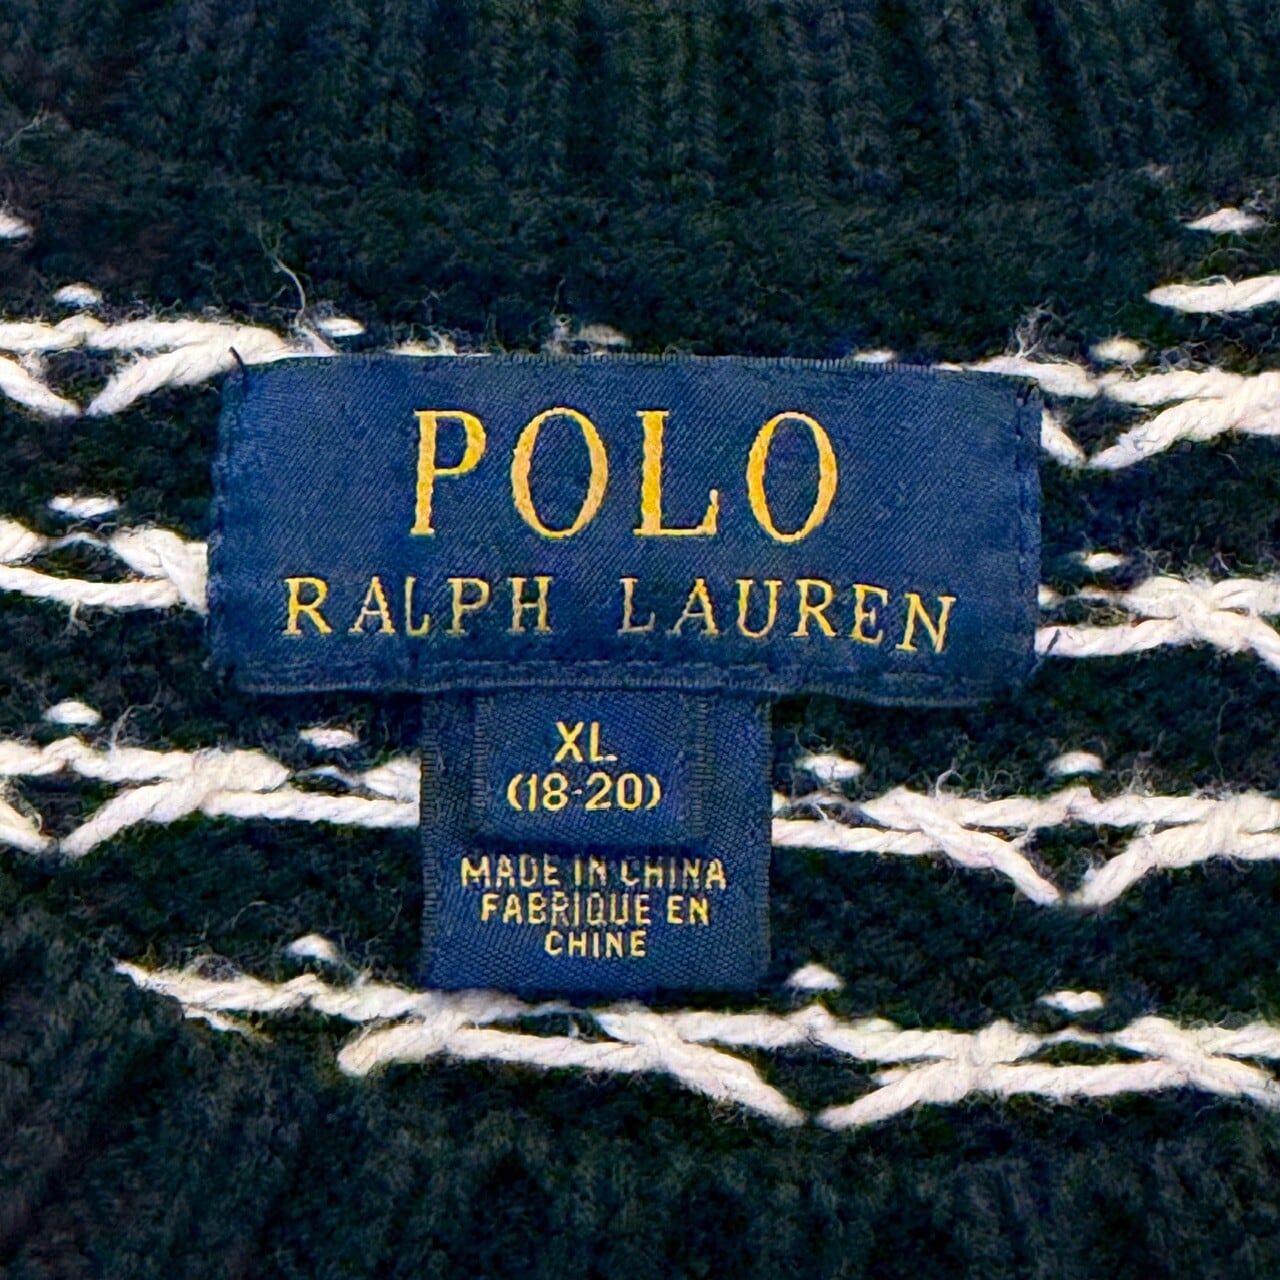 POLO
RALPH LAUREN
XL
(18-20)
MADE IN CHINA
FABRIQUE EN
CHINE